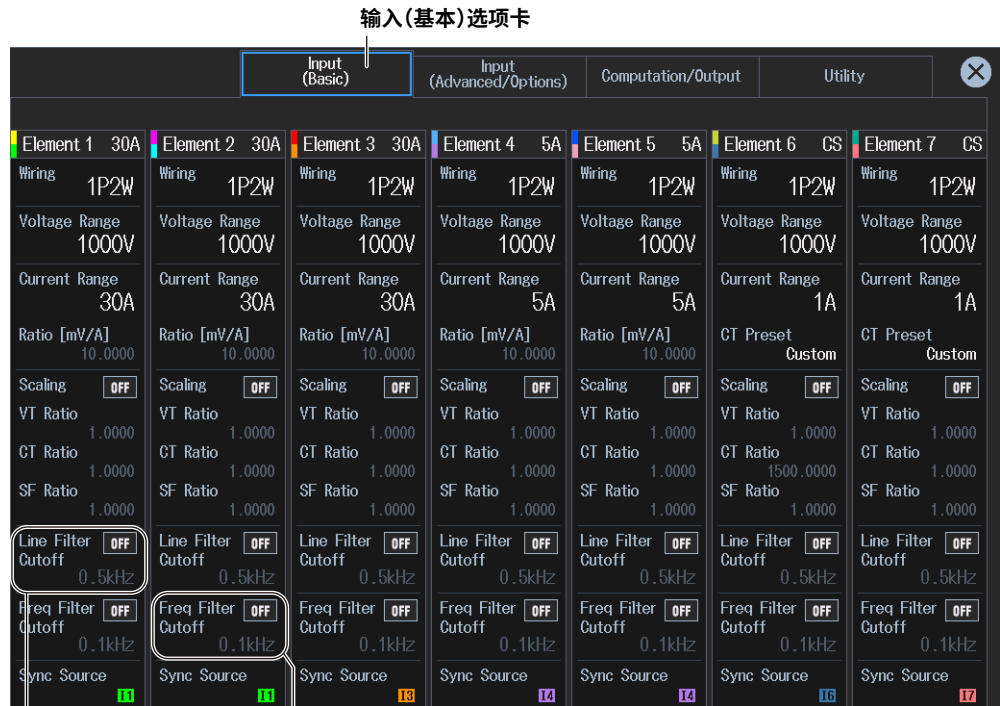 输入(基本)选项卡
Input (Advanced/Options) Computation/Output Utility
Input
(Basic)
Element 1 30A Element 2 30A Element 3 30A Element 4 5A Element 5 5A Element 6 CS Element 7 CS
Wiring Wiring Wiring Wiring Wiring Wiring Wiring
1P2W 1P2W 1P2W 1P2W 1P2W 1P2W 1P2W
Voltage Range Voltage Range Voltage Range Voltage Range Voltage Range Voltage Range Voltage Range
1000V 1000V 1000V 1000V 1000V 1000V 1000V
Current Range Current Range Current Range Current Range Current Range Current Range Current Range
30A 30A 30A 5A 5A 1A 1A
Ratio [mV/A] Ratio [mV/A] Ratio [mV/A] Ratio [mV/A] Ratio [mV/A] CT Preset CT Preset
10.0000 10.0000 10.0000 10.0000 10.0000 Custom Custom
Scaling OFF Scaling OFF Scaling OFF Scaling OFF Scaling OFF Scaling OFF Scaling OFF
VT Ratio VT Ratio VT Ratio VT Ratio VT Ratio VT Ratio VT Ratio
1.0000 1.0000 1.0000 1.0000 1.0000 1.0000 1.0000
CT Ratio CT Ratio CT Ratio CT Ratio CT Ratio CT Ratio CT Ratio
1.0000 1.0000 1.0000 1.0000 1.0000 1500.0000 1.0000
SF Ratio SF Ratio SF Ratio SF Ratio SF Ratio SF Ratio SF Ratio
1.0000 1.0000 1.0000 1.0000 1.0000 1.0000 1.0000
Line Filter OFF Line Filter OFF Line Filter OFF Line Filter OFF Line Filter OFF Line Filter OFF Line Filter OFF
Cutoff Cutoff Cutoff Cutoff Cutoff Cutoff Cutoff
0.5kHz 0.5kHz 0.5kHz 0.5kHz 0.5kHz 0.5kHz 0.5kHz
Freq Filter OFF Freq Filter OFF Freq Filter OFF Freq Filter OFF Freq Filter OFF Freq Filter OFF Freq Filter OFF
Cutoff Cutoff Cutoff Cutoff Cutoff Cutoff Cutoff
0.1kHz 0.1kHz 0.1kHz 0.1kHz 0.1kHz 0.1kHz 0.1kHz
Sync Source Sync Source Sync Source Sync Source Sync Source Sync Source Sync Source
I1 I1 I3 I4 I4 I6 I7